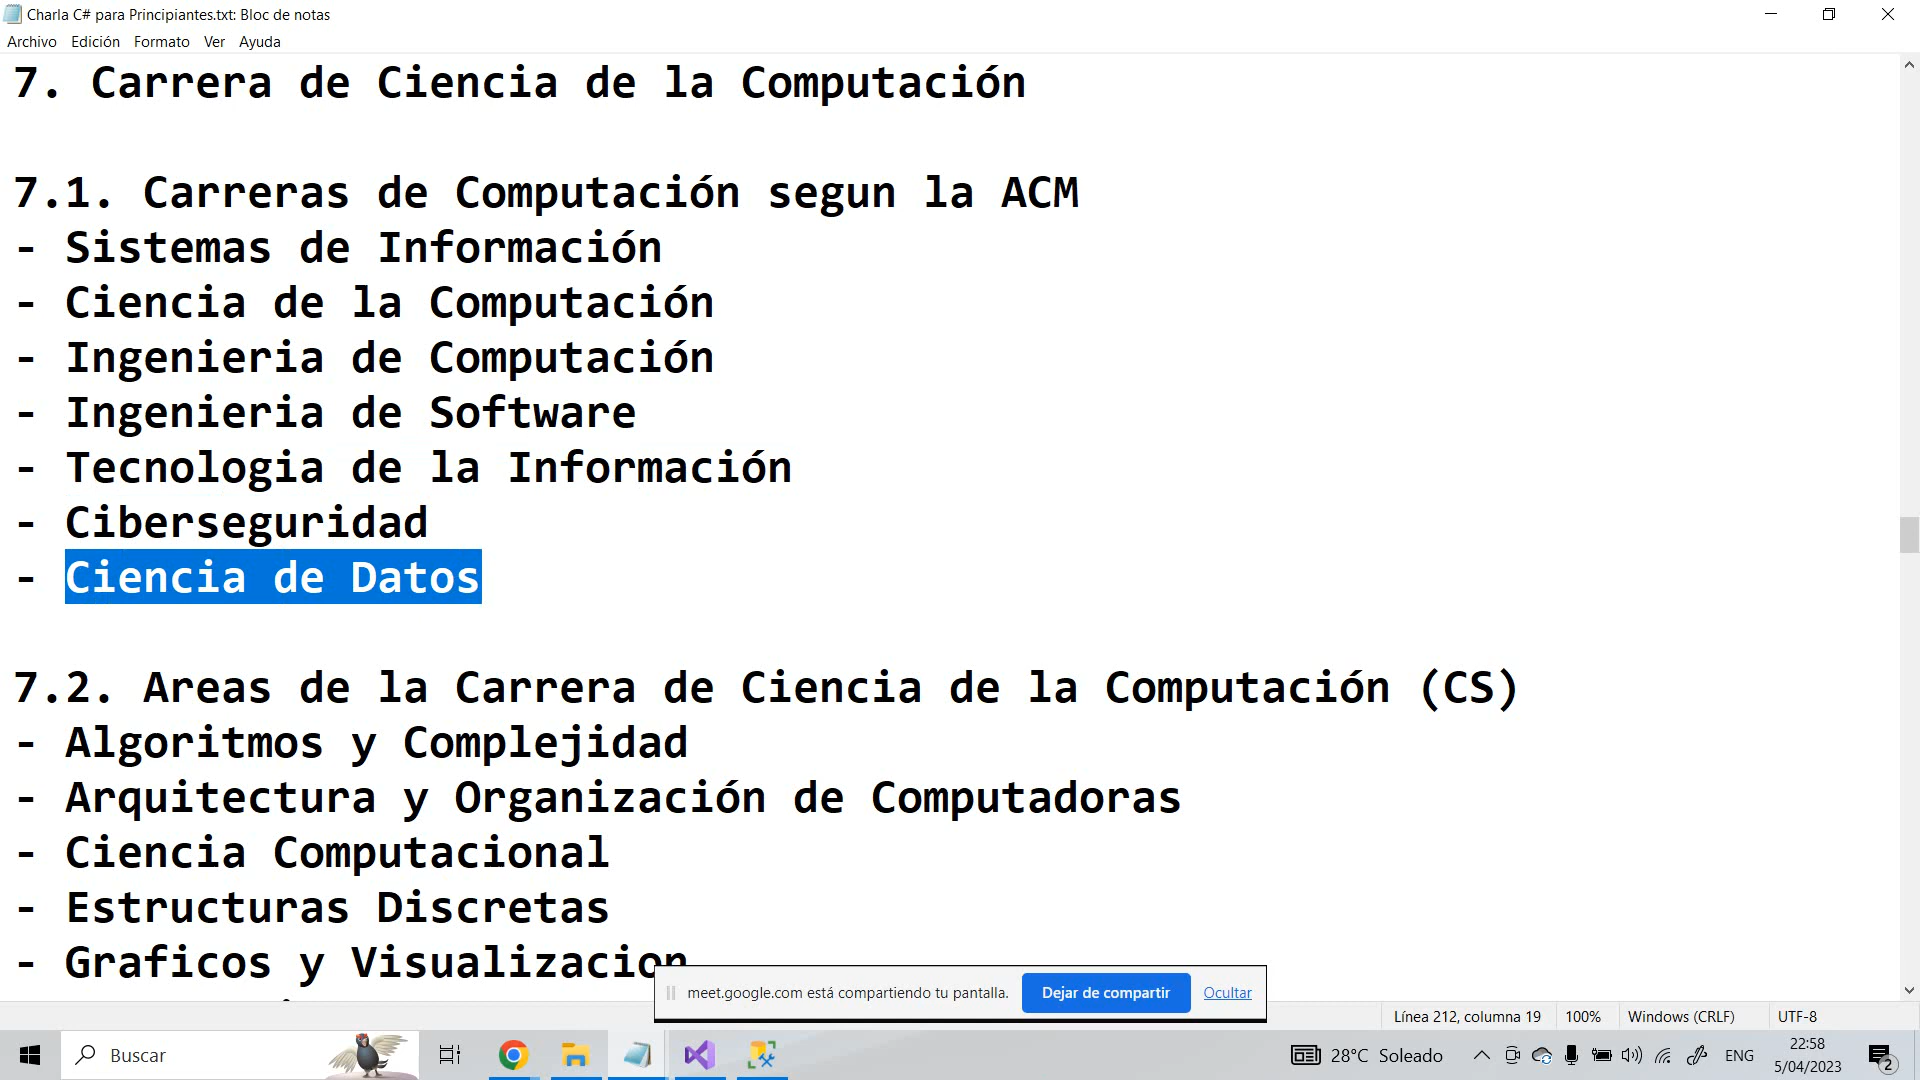 Charla C# para Principiantes.txt: Bloc de notas
Archivo Edición Formato Ver Ayuda
7. Carrera de Ciencia de la Computación
7.1. Carreras de Computación segun la ACM
- Sistemas de Información
- Ciencia de la Computación
- Ingenieria de Computación
- Ingenieria de Software
- Tecnologia de la Información
- Ciberseguridad
- Ciencia de Datos
7.2. Areas de la Carrera de Ciencia de la Computación (CS)
- Algoritmos y Complejidad
- Arquitectura y Organización de Computadoras
- Ciencia Computacional
- Estructuras Discretas
- Graficos y Visualizacion
meet.google.com está compartiendo tu pantalla. Dejar de compartir Ocultar
Línea 212, columna 19 100% Windows (CRLF) UTF-8
Buscar 28°C Soleado ENG 22:58
5/04/2023 2